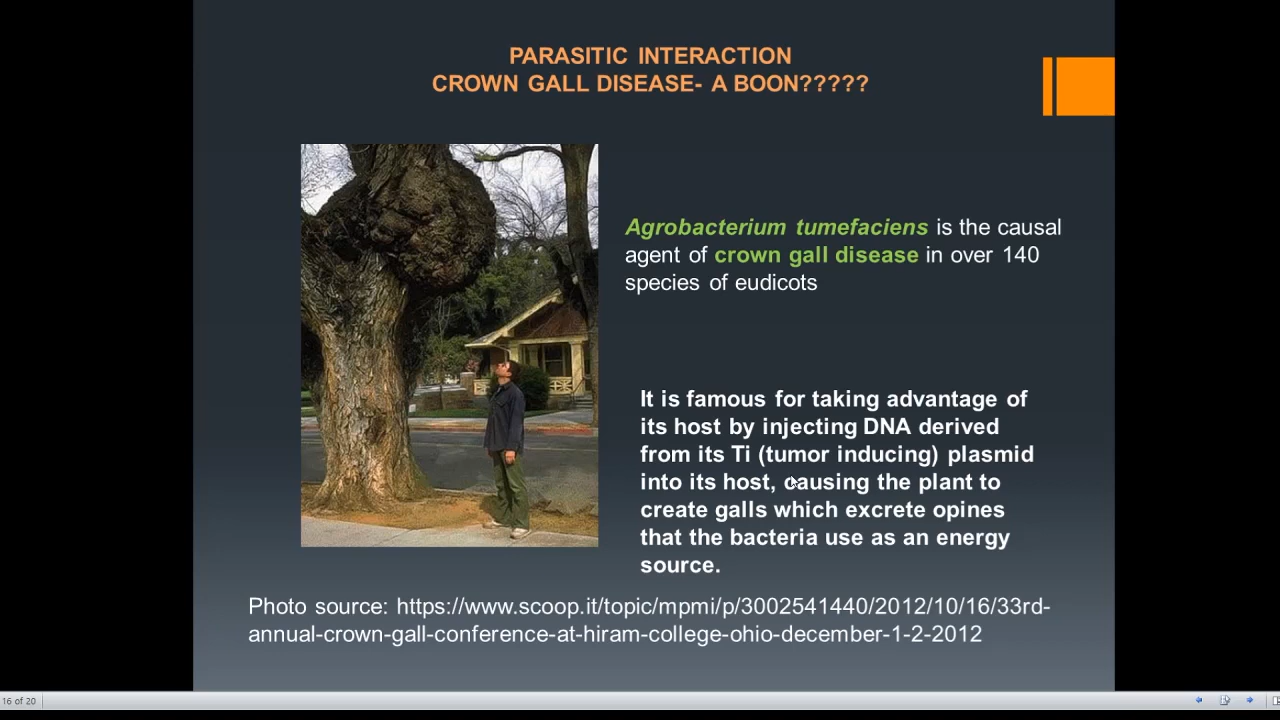 PARASITIC INTERACTION
CROWN GALL DISEASE- A BOON?????
Agrobacterium tumefaciens is the causal
agent of crown gall disease in over 140
species of eudicots
It is famous for taking advantage of
its host by injecting DNA derived
from its Ti (tumor inducing) plasmid
into its host, causing the plant to
create galls which excrete opines
that the bacteria use as an energy
source.
Photo source: https://www.scoop.it/topic/mpmi/p/3002541440/2012/10/16/33rd-
annual-crown-gall-conference-at-hiram-college-ohio-december-1-2-2012
16 of 20